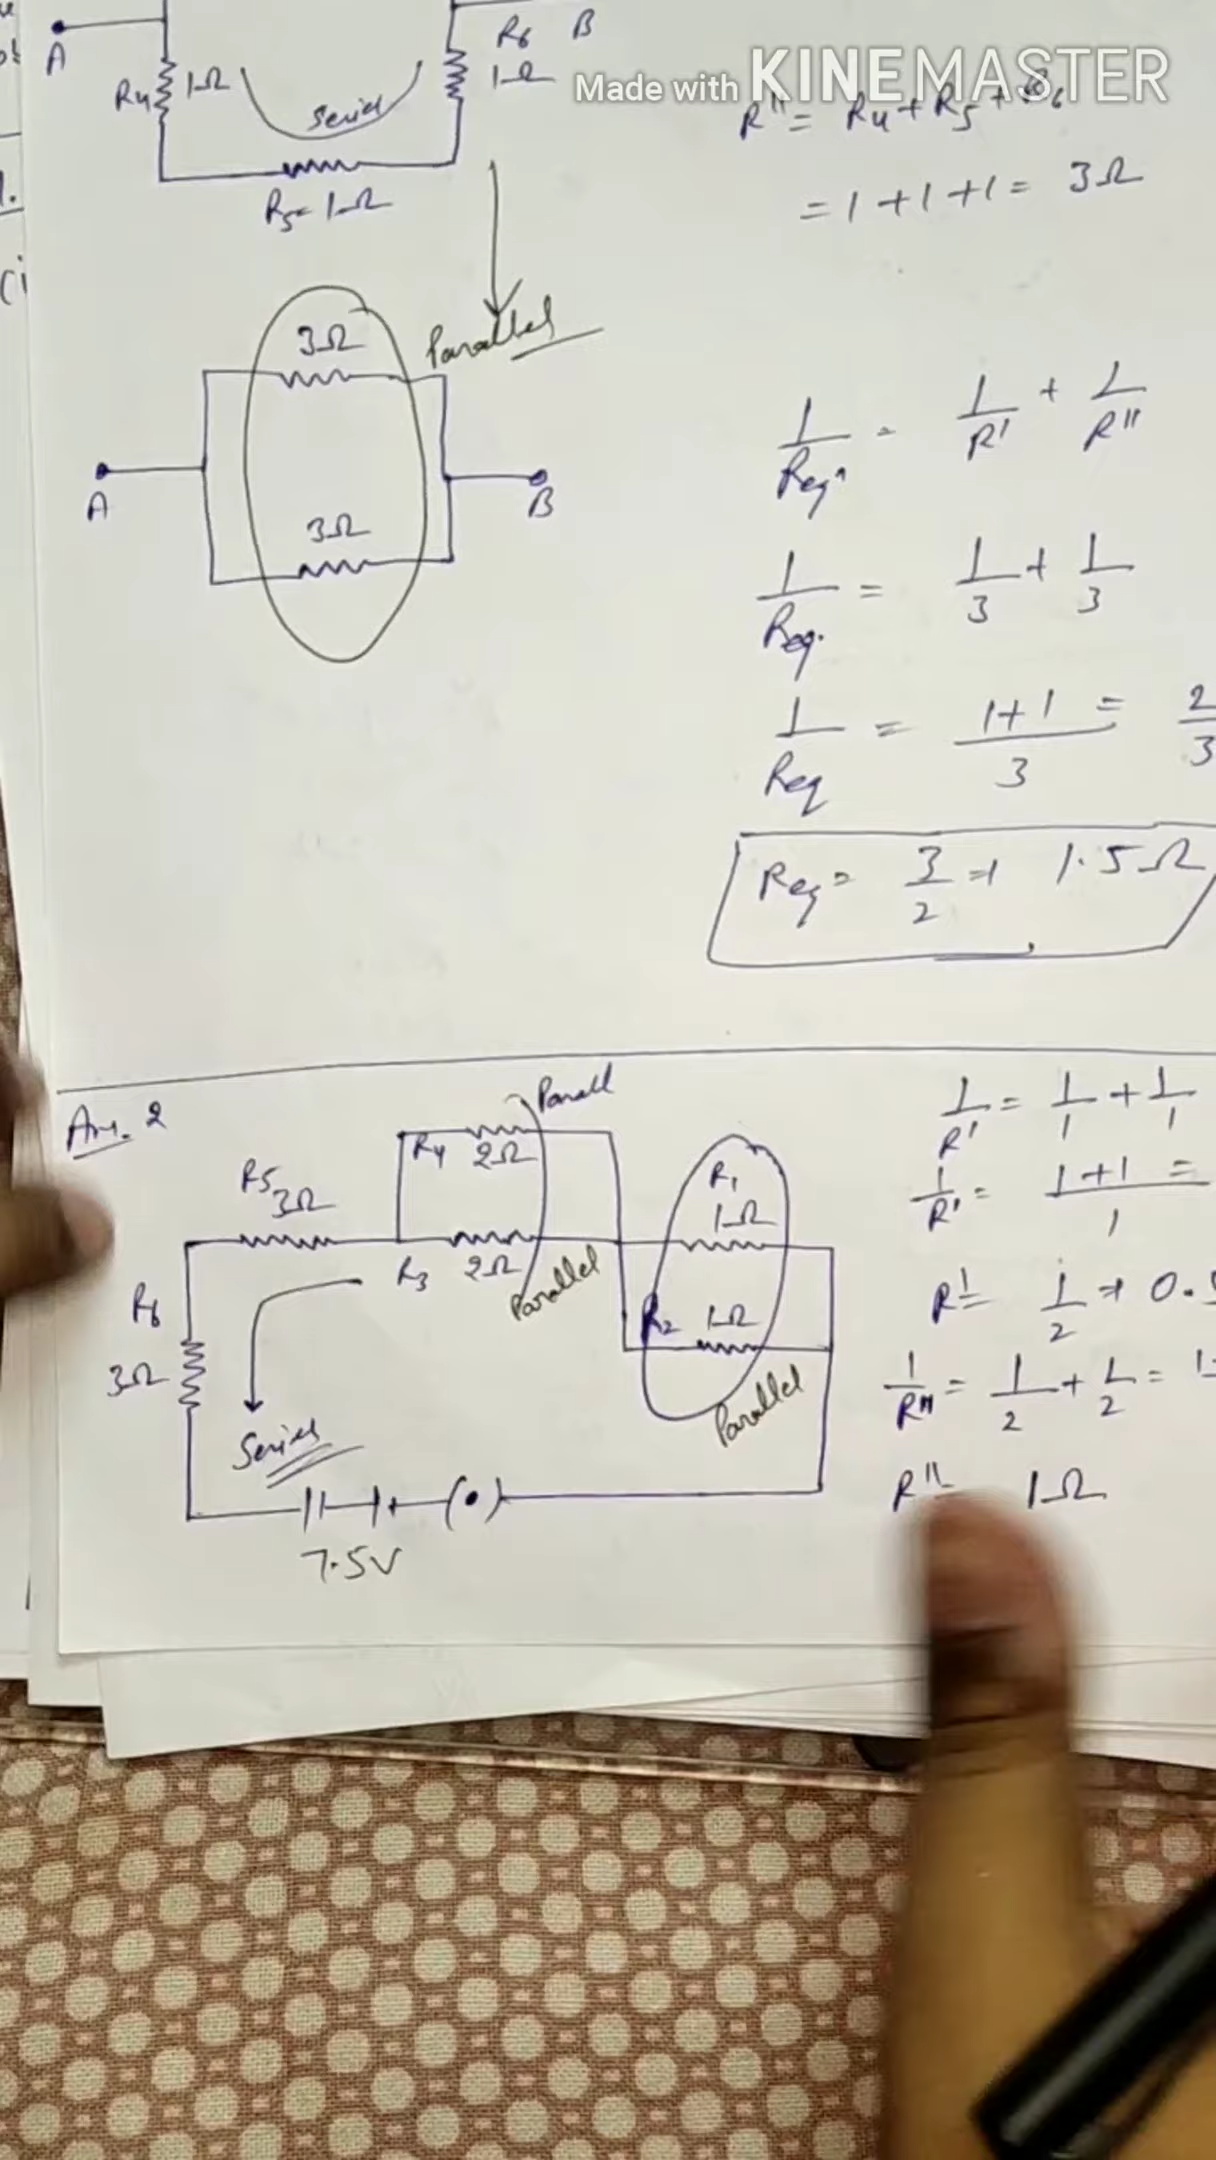 Made with KINEMASTER
A
R4
1Ω
Series
R6 B
1Ω
R5=1Ω
R" = R4+R5+R6
=1+1+1= 3Ω
3Ω
Parallel
A
B
3Ω
1/Req. = 1/R' + 1/R"
1/Req. = 1/3 + 1/3
1/Req = 1+1/3 = 2/3
Req = 3/2 ⇒ 1.5Ω
Ans. 2
Parall
R4 2Ω
R5 3Ω
R3 2Ω
Parallel
R1
1Ω
R2 1Ω
Parallel
R6
3Ω
Series
7.5V
1/R' = 1/1 + 1/1
1/R' = 1+1/1 =
R' = 1/2 ⇒ 0.
1/R" = 1/2 + 1/2 =
R" 1Ω